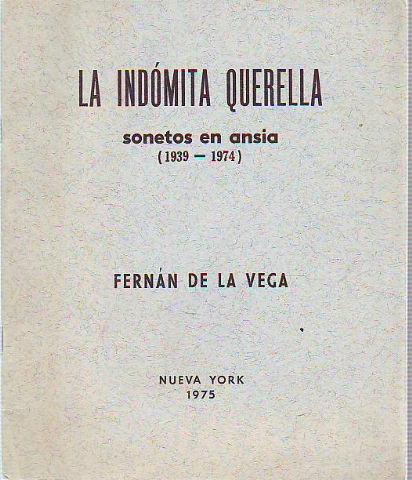 LA INDÓMITA QUERELLA
sonetos en ansia
(1939 — 1974)
FERNÁN DE LA VEGA
NUEVA YORK
1975